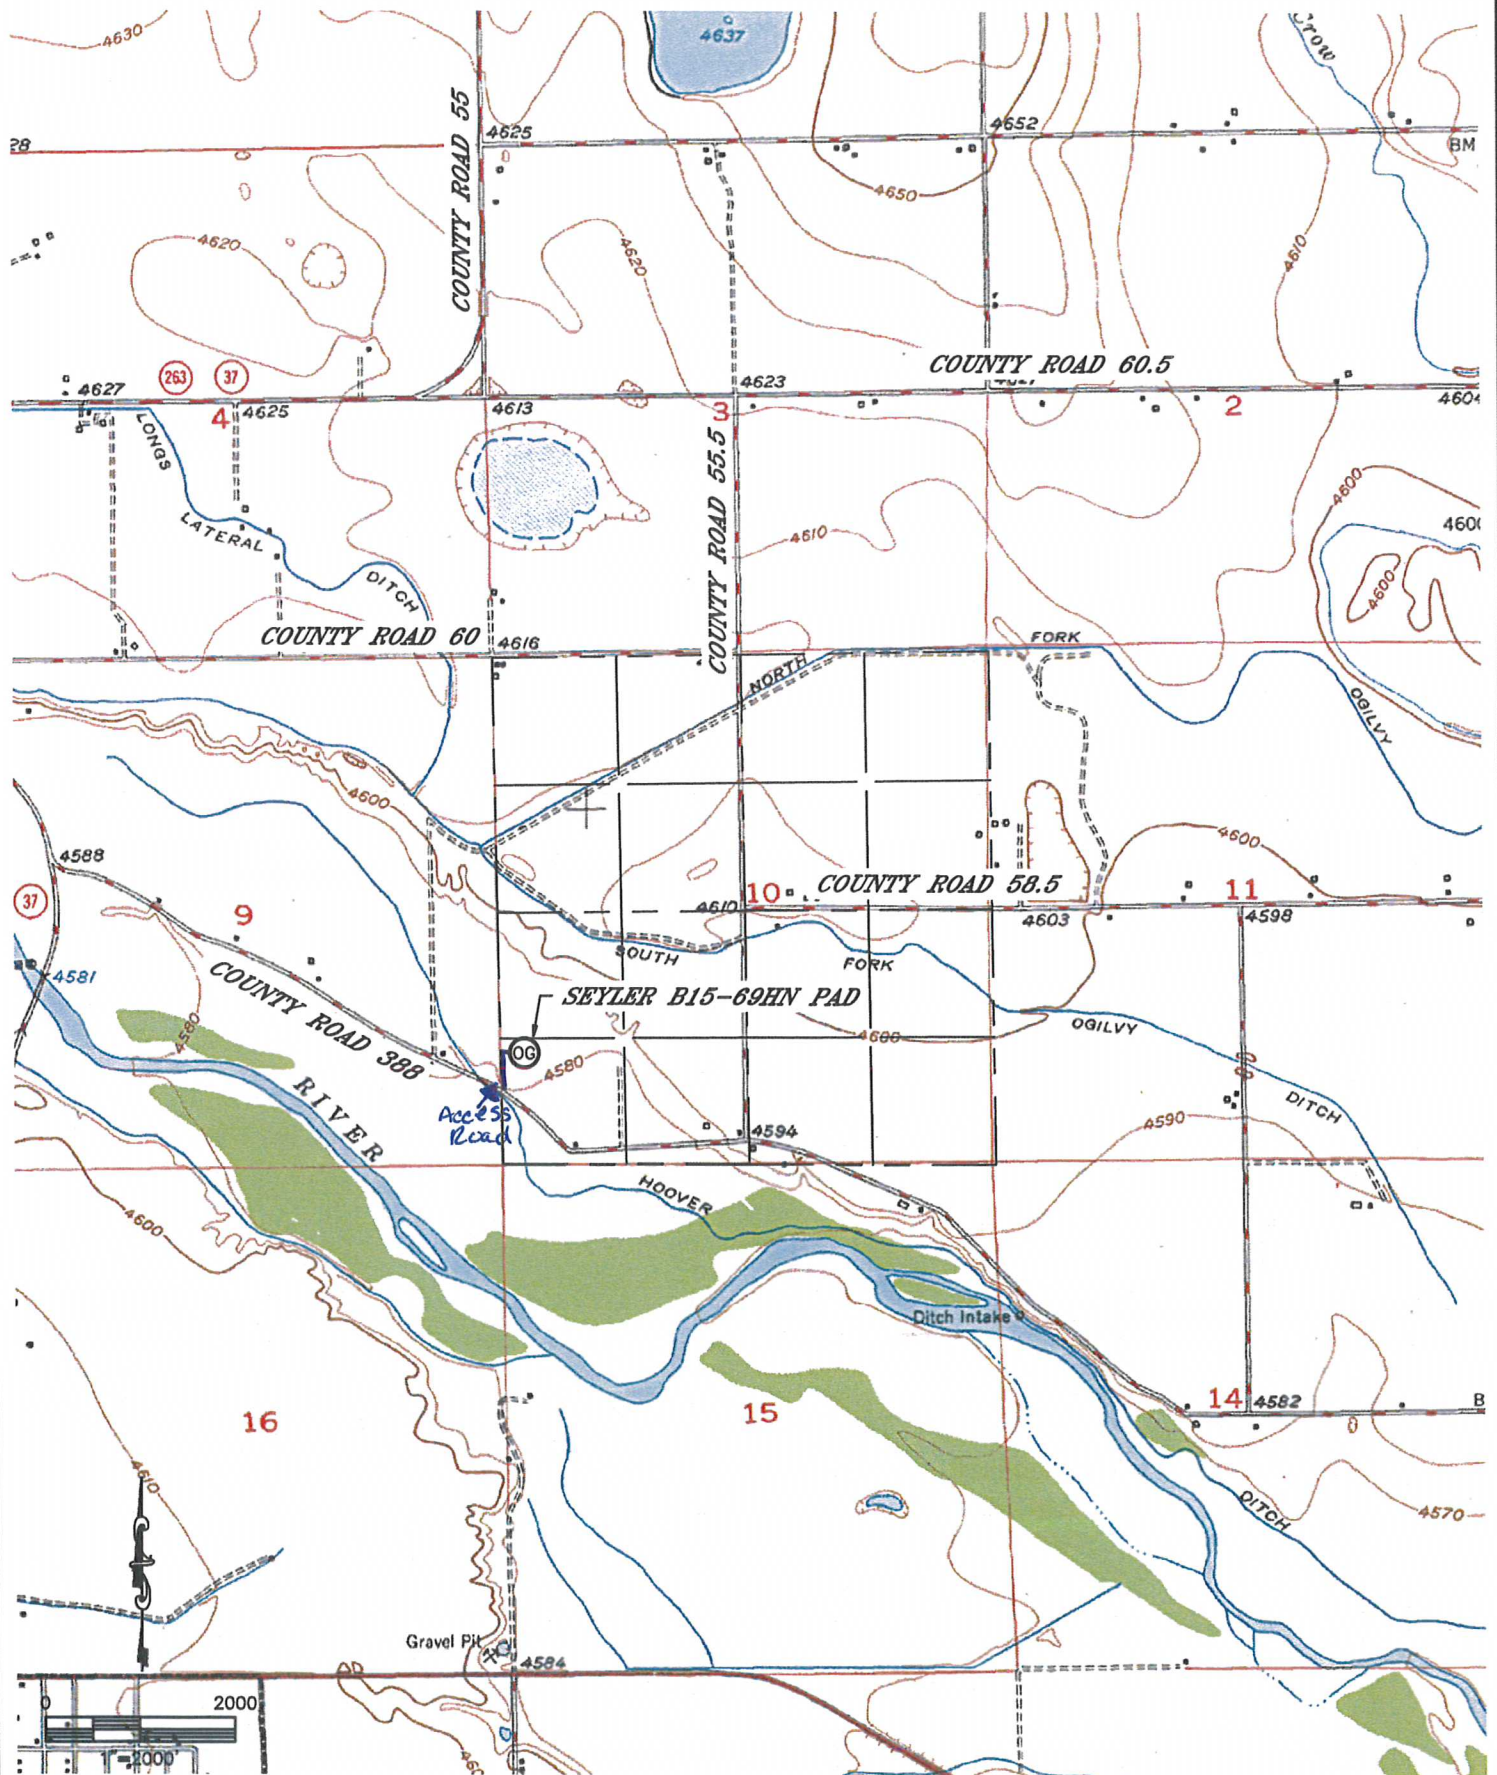 4630
4637
Crow
COUNTY ROAD 55
4625
4652
28
BM
4650
4620
4620
4610
COUNTY ROAD 60.5
4627
263
37
4623
4
4625
4613
3
2
4604
LONGS
COUNTY ROAD 55.5
4600
LATERAL
4610
4600
DITCH
COUNTY ROAD 60
4616
FORK
NORTH
OGILVY
4600
4588
4600
37
9
10
COUNTY ROAD 58.5
11
4610
4603
4598
SOUTH
FORK
4581
COUNTY ROAD 388
SEYLER B15-69HN PAD
4580
4600
OGILVY
OG
4580
RIVER
Access
Road
DITCH
4590
4594
HOOVER
4600
Ditch Intake
16
15
14
4582
B
4610
DITCH
4570
Gravel Pit
4584
0
2000
1"=2000'